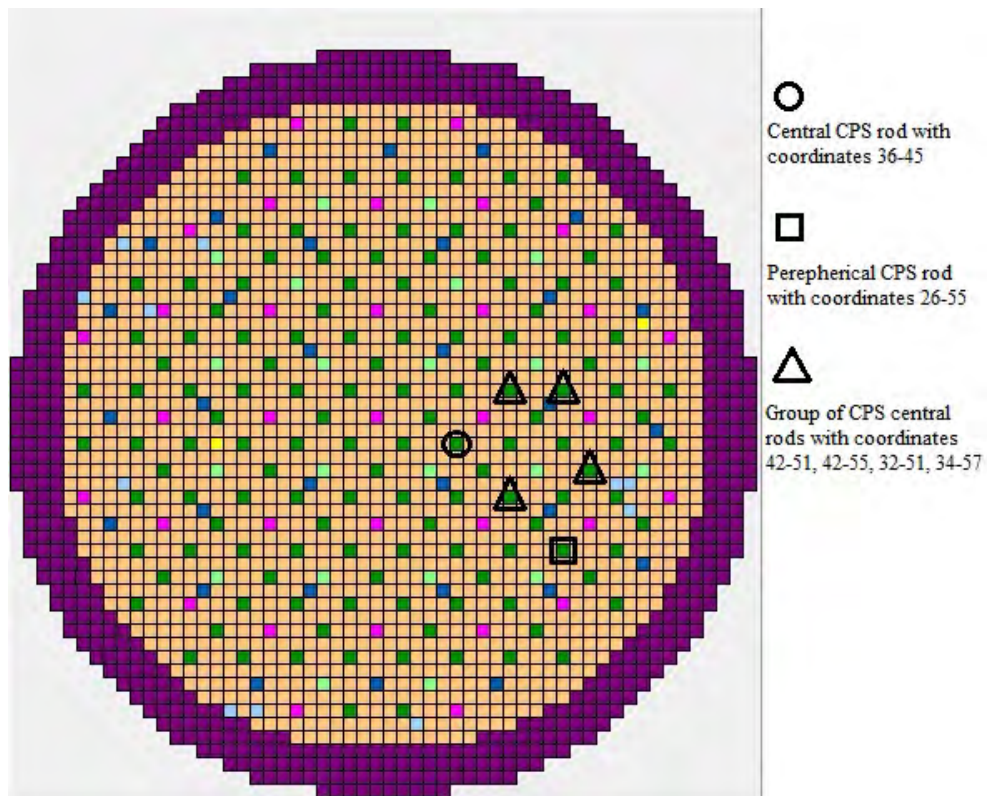 Central CPS rod with
coordinates 36-45
Perepherical CPS rod
with coordinates 26-55
Group of CPS central
rods with coordinates
42-51, 42-55, 32-51, 34-57